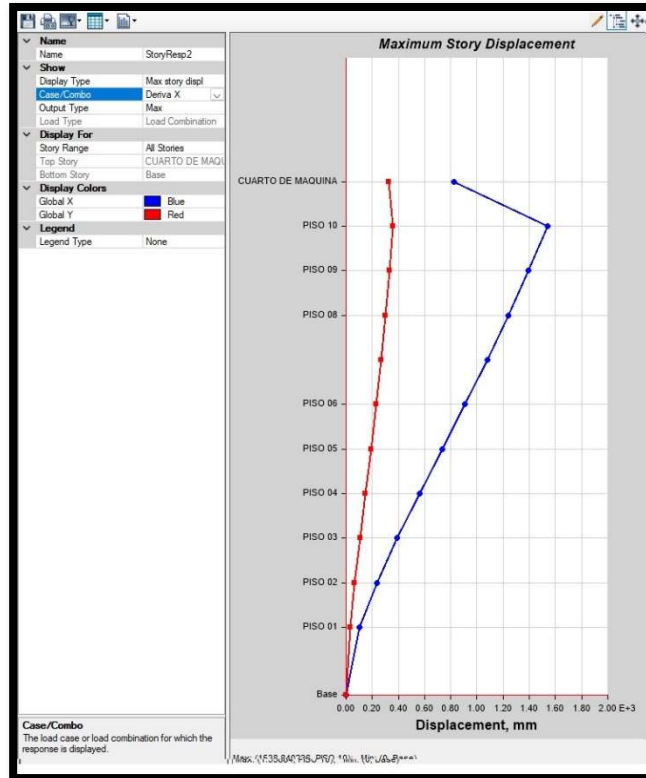 Name
Name StoryResp2
Show
Display Type Max story displ
Case/Combo Deriva X
Output Type Max
Load Type Load Combination
Display For
Story Range All Stories
Top Story CUARTO DE MAQU
Bottom Story Base
Display Colors
Global X Blue
Global Y Red
Legend
Legend Type None
Case/Combo
The load case or load combination for which the
response is displayed.
Maximum Story Displacement
CUARTO DE MAQUINA
PISO 10
PISO 09
PISO 08
PISO 06
PISO 05
PISO 04
PISO 03
PISO 02
PISO 01
Base
0.00 0.20 0.40 0.60 0.80 1.00 1.20 1.40 1.60 1.80 2.00 E+3
Displacement, mm